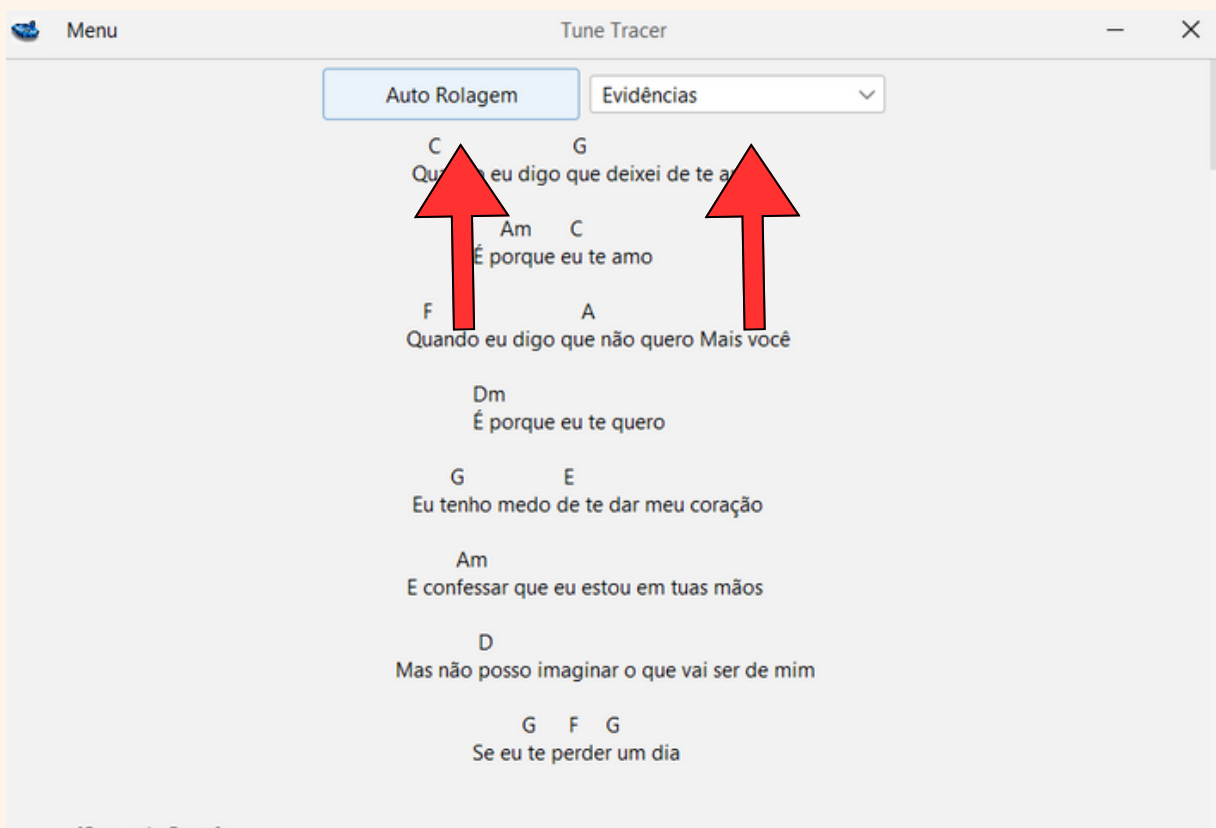 Menu Tune Tracer
Auto Rolagem Evidências
C G
eu digo que deixei de te
Am C
É porque eu te amo
F A
Quando eu digo que não quero Mais você
Dm
É porque eu te quero
G E
Eu tenho medo de te dar meu coração
Am
E confessar que eu estou em tuas mãos
D
Mas não posso imaginar o que vai ser de mim
G F G
Se eu te perder um dia